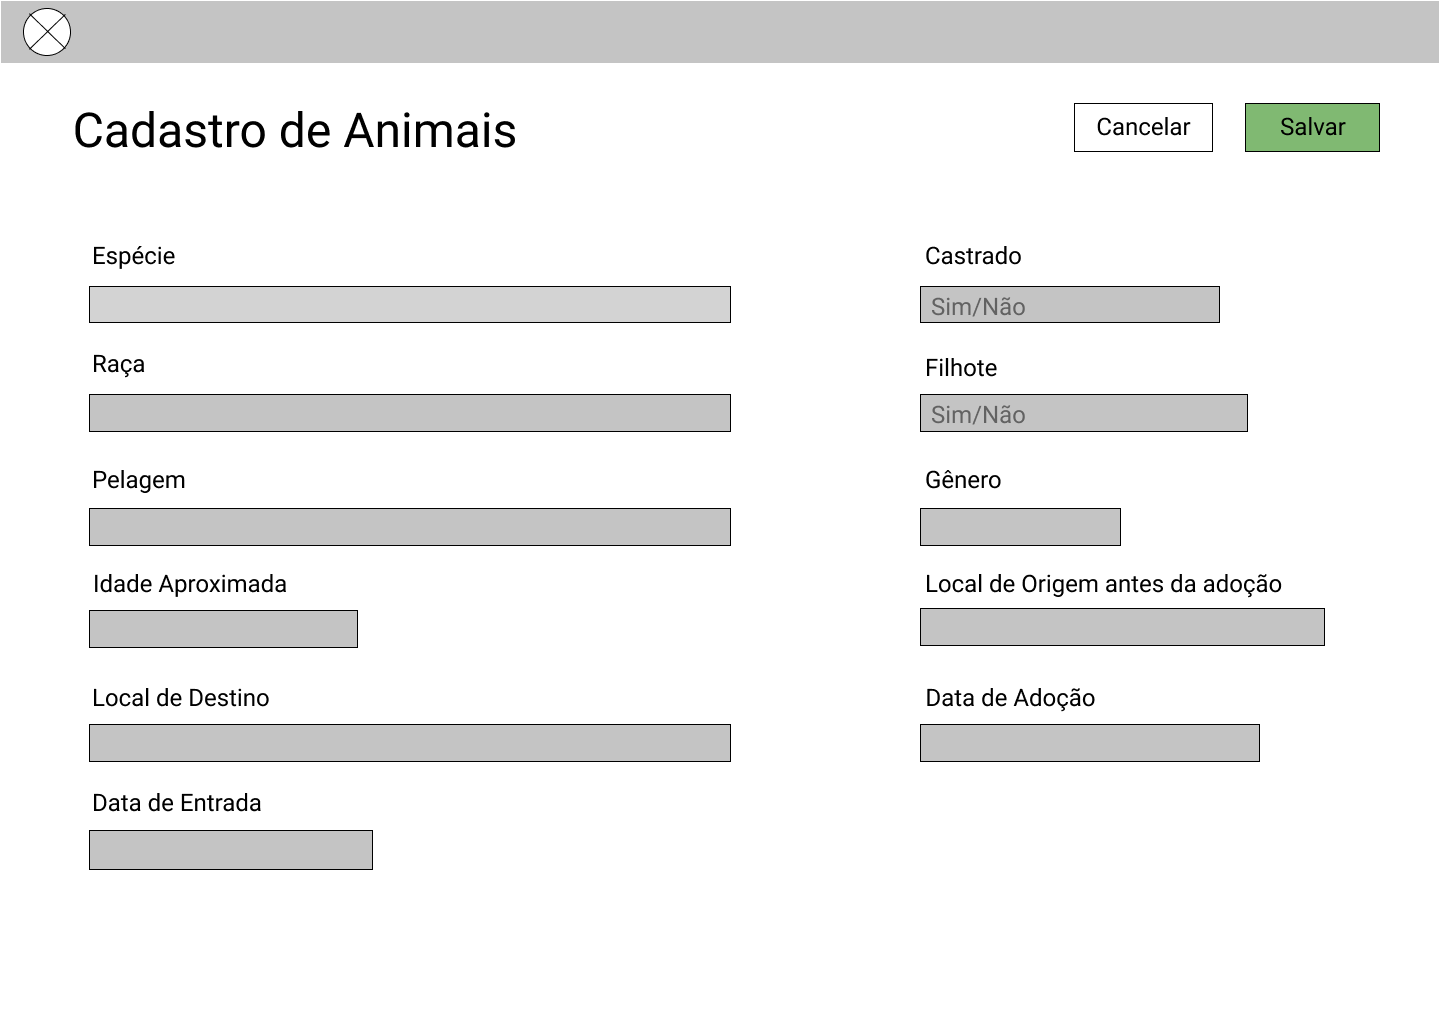 Cadastro de Animais
Cancelar
Salvar
Espécie
Castrado
Sim/Não
Raça
Filhote
Sim/Não
Pelagem
Gênero
Idade Aproximada
Local de Origem antes da adoção
Local de Destino
Data de Adoção
Data de Entrada